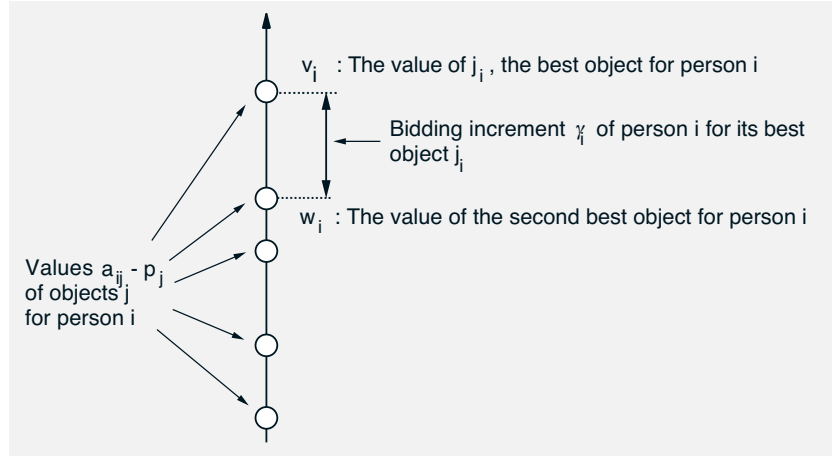 v_i : The value of j_i , the best object for person i
Bidding increment γ_i of person i for its best
object j_i
w_i : The value of the second best object for person i
Values a_ij - p_j
of objects j
for person i